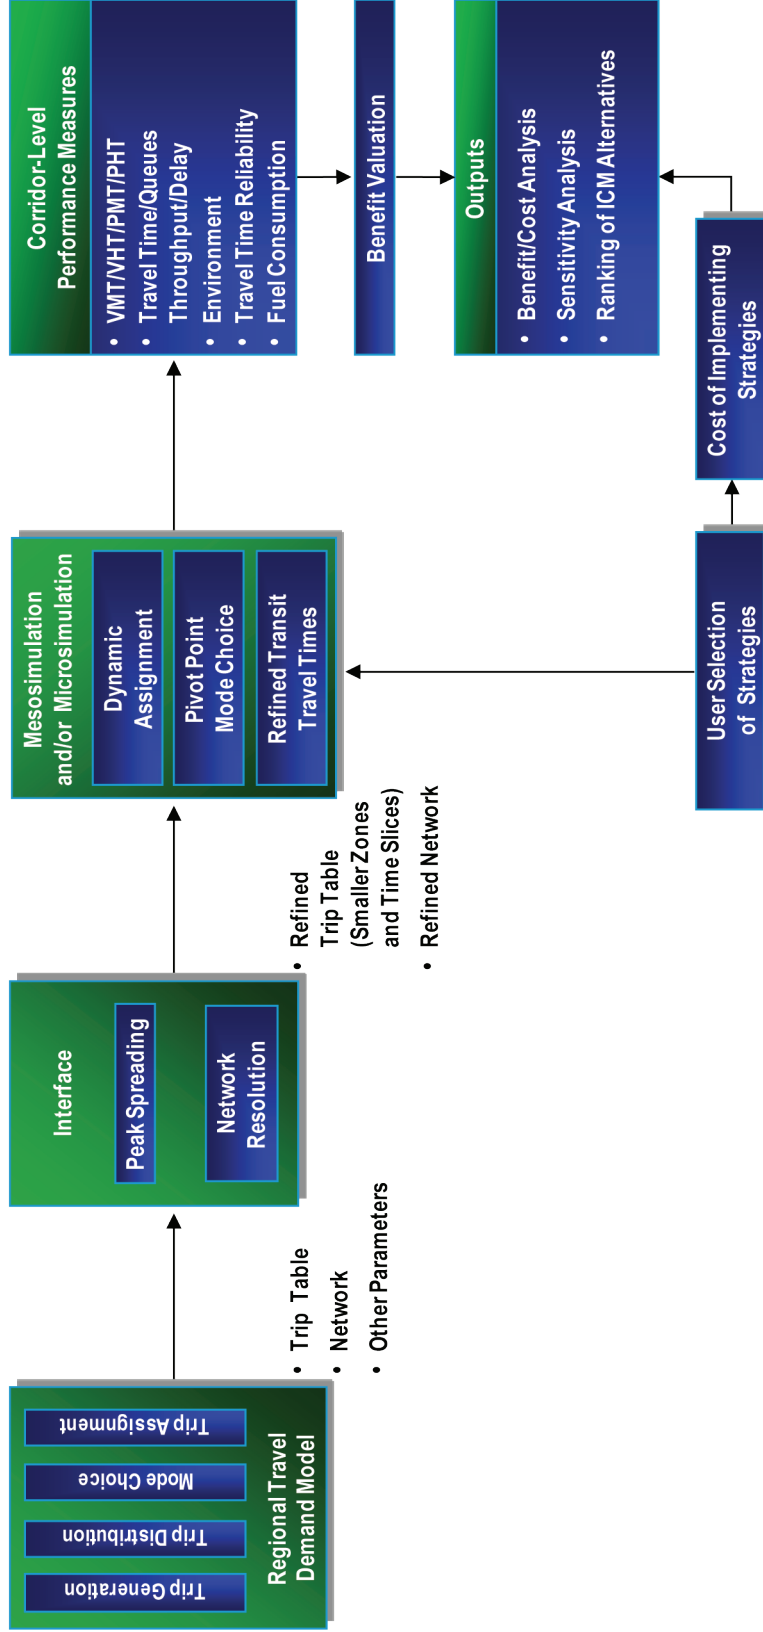 Trip Generation
Trip Distribution
Mode Choice
Trip Assignment
Regional Travel
Demand Model
• Trip Table
• Network
• Other Parameters
Interface
Peak Spreading
Network
Resolution
• Refined
Trip Table
(Smaller Zones
and Time Slices)
• Refined Network
Mesosimulation
and/or Microsimulation
Dynamic
Assignment
Pivot Point
Mode Choice
Refined Transit
Travel Times
User Selection
of Strategies
Corridor-Level
Performance Measures
• VMT/VHT/PMT/PHT
• Travel Time/Queues
Throughput/Delay
• Environment
• Travel Time Reliability
• Fuel Consumption
Benefit Valuation
Outputs
• Benefit/Cost Analysis
• Sensitivity Analysis
• Ranking of ICM Alternatives
Cost of Implementing
Strategies